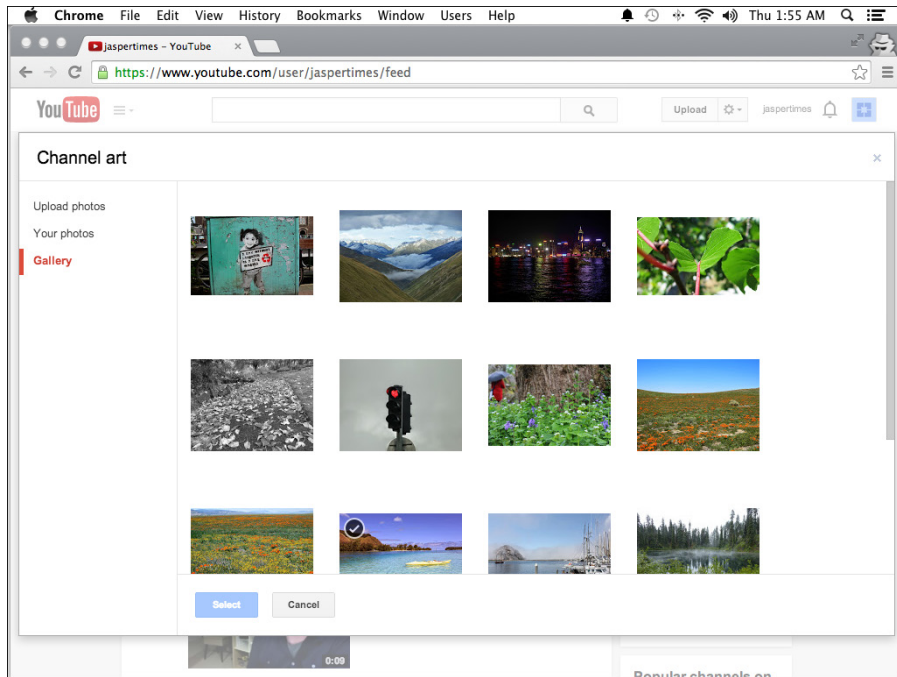 Chrome File Edit View History Bookmarks Window Users Help Thu 1:55 AM
jaspertimes – YouTube
https://www.youtube.com/user/jaspertimes/feed
YouTube Upload jaspertimes
Channel art
Upload photos
Your photos
Gallery
Select Cancel
0:09
Popular channels on